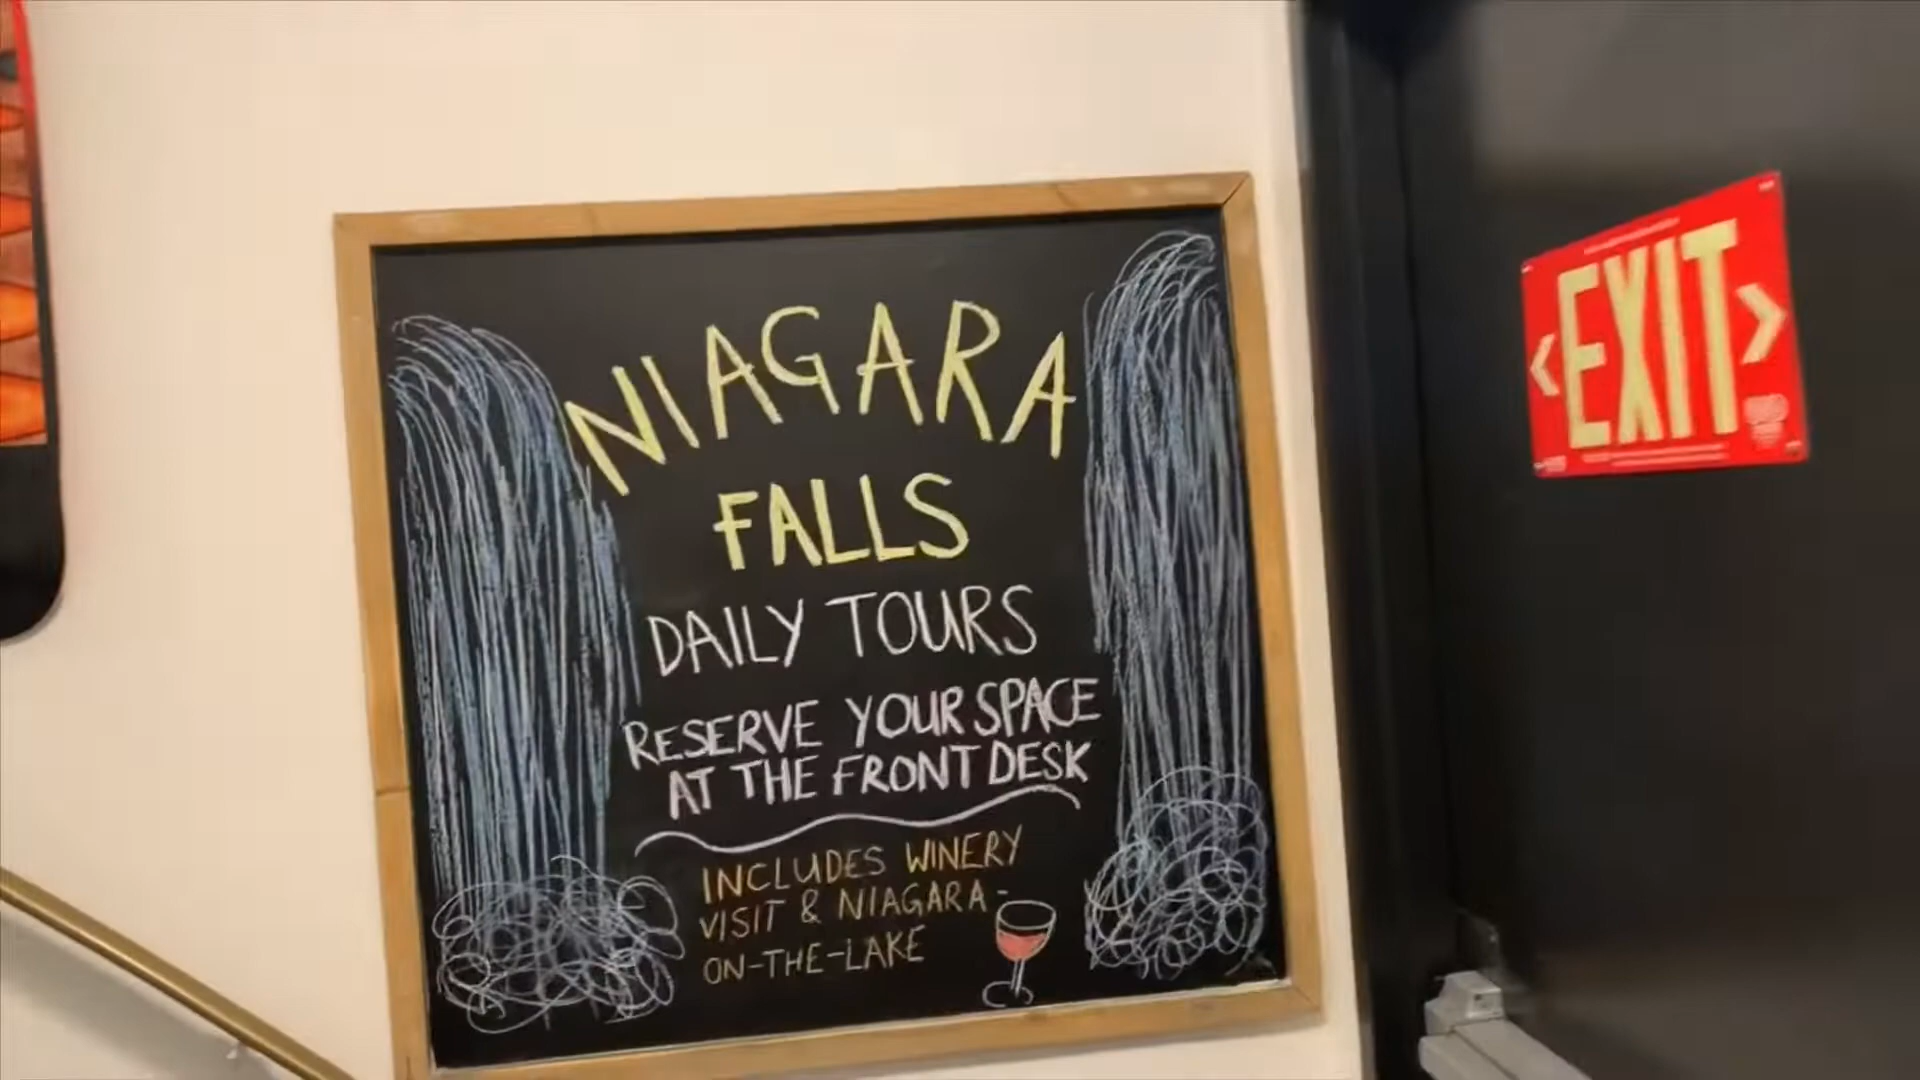 NIAGARA
FALLS
DAILY TOURS
RESERVE YOUR SPACE
AT THE FRONT DESK
INCLUDES WINERY
VISIT & NIAGARA-
ON-THE-LAKE
EXIT